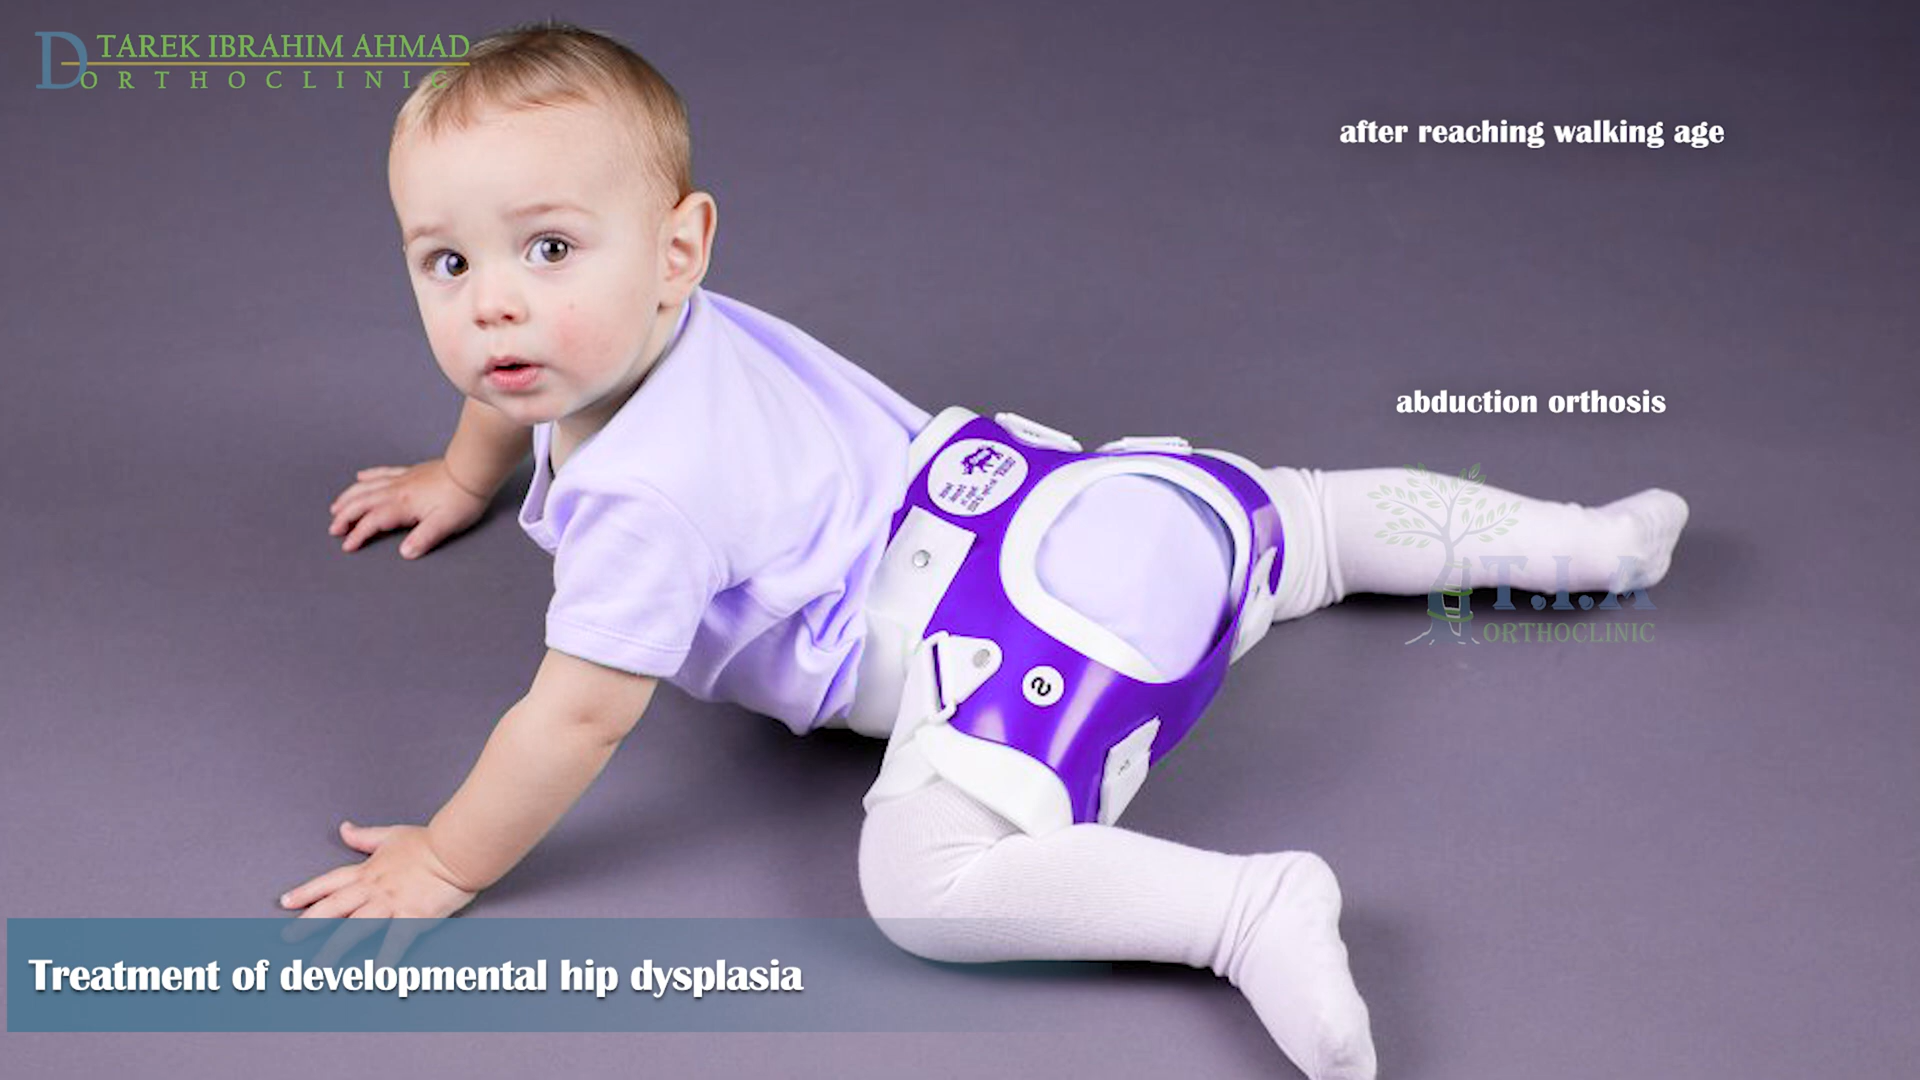 D TAREK IBRAHIM AHMAD
ORTHOCLINIC
after reaching walking age
abduction orthosis
T.I.A
ORTHOCLINIC
2
Treatment of developmental hip dysplasia